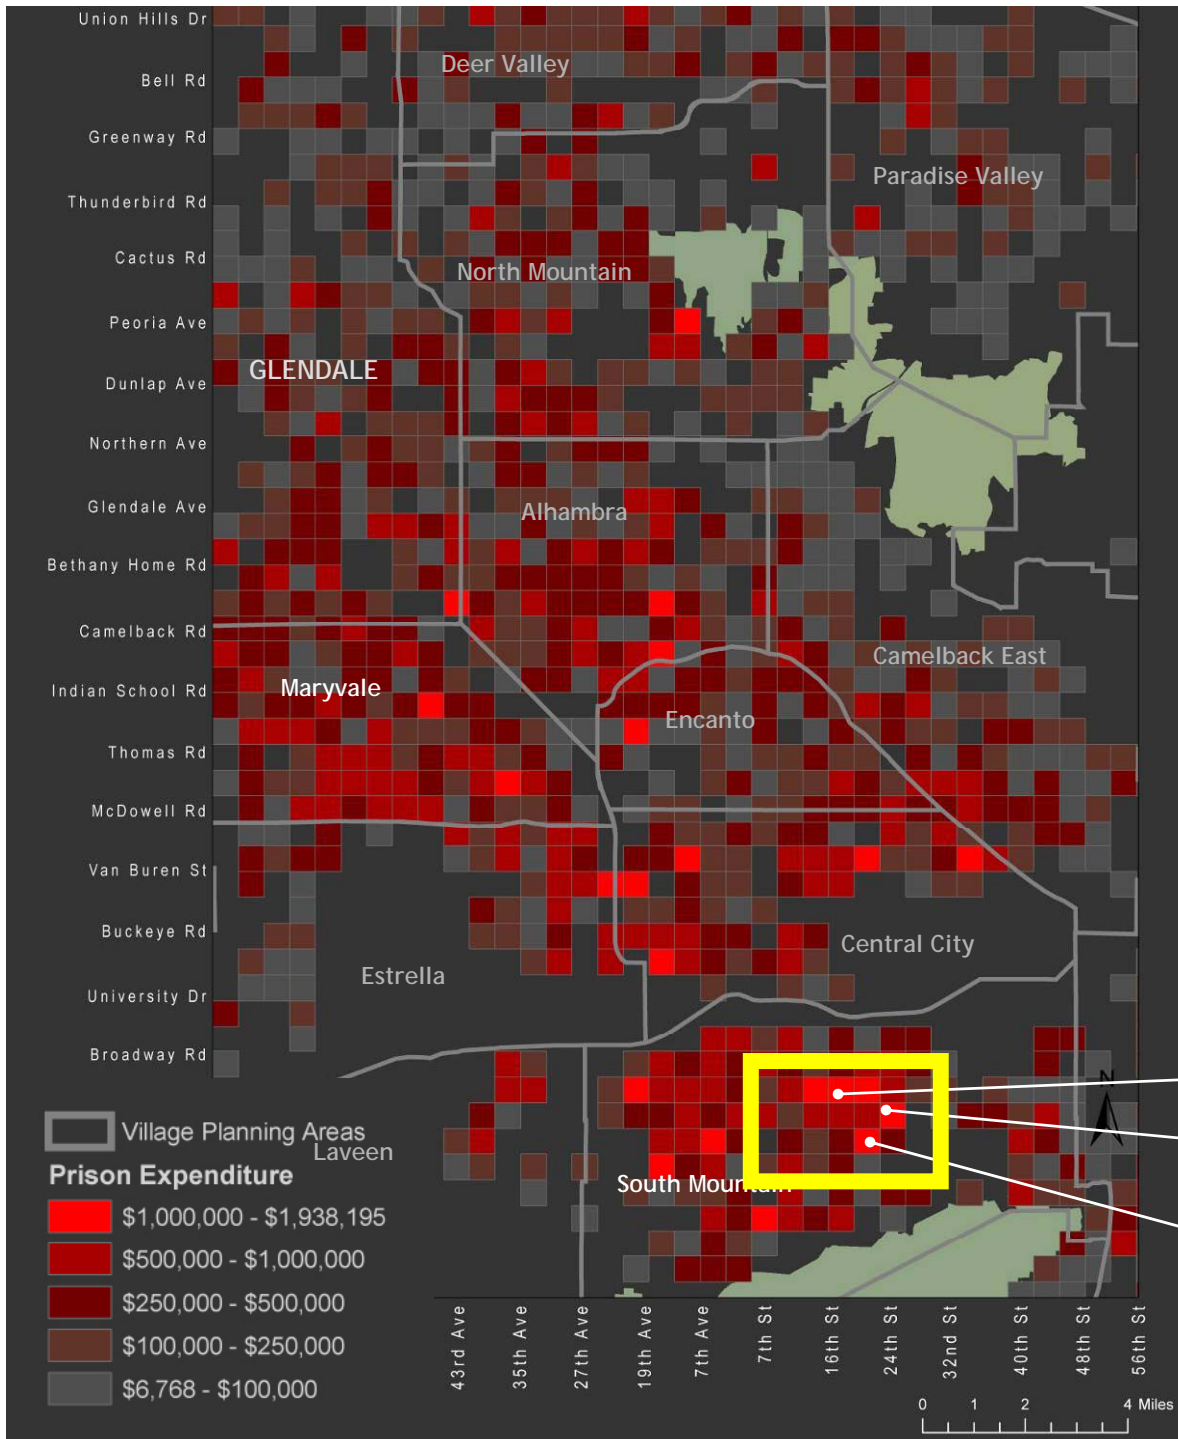 Union Hills Dr
Bell Rd
Greenway Rd
Thunderbird Rd
Cactus Rd
Peoria Ave
Dunlap Ave
Northern Ave
Glendale Ave
Bethany Home Rd
Camelback Rd
Indian School Rd
Thomas Rd
McDowell Rd
Van Buren St
Buckeye Rd
University Dr
Broadway Rd
Deer Valley
Paradise Valley
North Mountain
GLENDALE
Alhambra
Camelback East
Maryvale
Encanto
Central City
Estrella
South Mountain
Laveen
N
Village Planning Areas
Prison Expenditure
$1,000,000 - $1,938,195
$500,000 - $1,000,000
$250,000 - $500,000
$100,000 - $250,000
$6,768 - $100,000
43rd Ave
35th Ave
27th Ave
19th Ave
7th Ave
7th St
16th St
24th St
32nd St
40th St
48th St
56th St
0 1 2 4 Miles